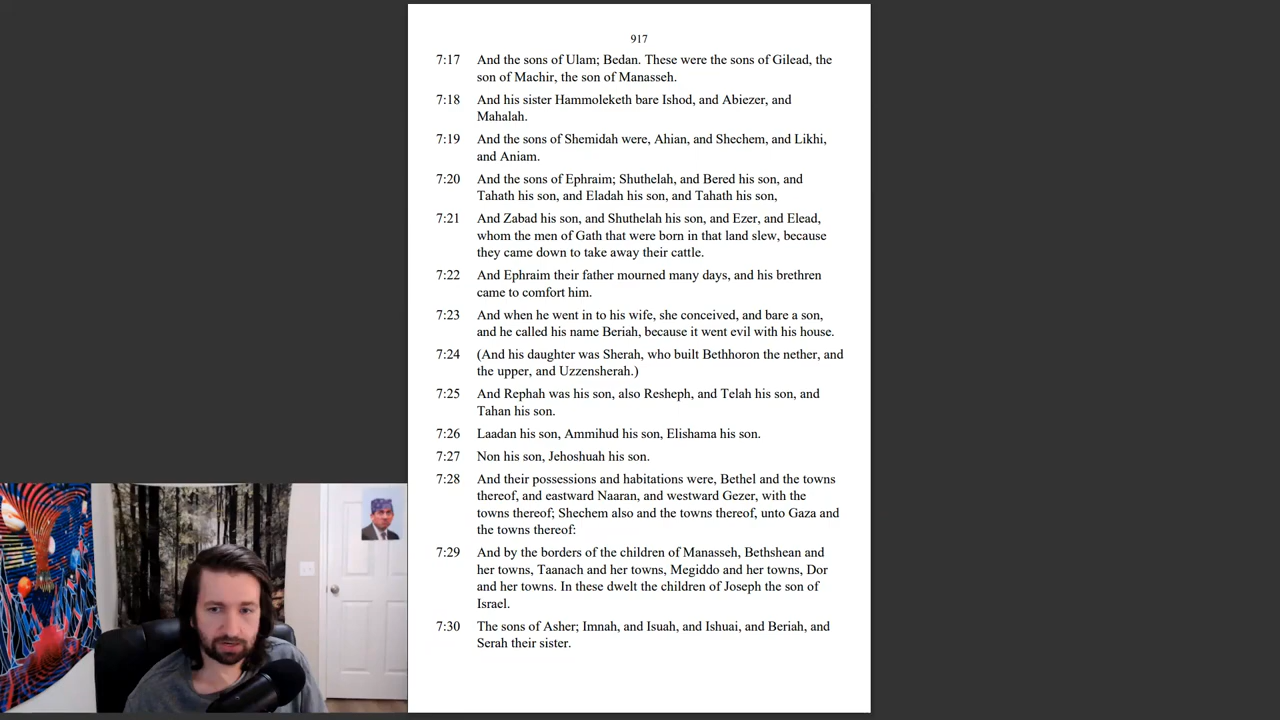 917
7:17 And the sons of Ulam; Bedan. These were the sons of Gilead, the
son of Machir, the son of Manasseh.
7:18 And his sister Hammoleketh bare Ishod, and Abiezer, and
Mahalah.
7:19 And the sons of Shemidah were, Ahian, and Shechem, and Likhi,
and Aniam.
7:20 And the sons of Ephraim; Shuthelah, and Bered his son, and
Tahath his son, and Eladah his son, and Tahath his son,
7:21 And Zabad his son, and Shuthelah his son, and Ezer, and Elead,
whom the men of Gath that were born in that land slew, because
they came down to take away their cattle.
7:22 And Ephraim their father mourned many days, and his brethren
came to comfort him.
7:23 And when he went in to his wife, she conceived, and bare a son,
and he called his name Beriah, because it went evil with his house.
7:24 (And his daughter was Sherah, who built Bethhoron the nether, and
the upper, and Uzzensherah.)
7:25 And Rephah was his son, also Resheph, and Telah his son, and
Tahan his son.
7:26 Laadan his son, Ammihud his son, Elishama his son.
7:27 Non his son, Jehoshuah his son.
7:28 And their possessions and habitations were, Bethel and the towns
thereof, and eastward Naaran, and westward Gezer, with the
towns thereof; Shechem also and the towns thereof, unto Gaza and
the towns thereof:
7:29 And by the borders of the children of Manasseh, Bethshean and
her towns, Taanach and her towns, Megiddo and her towns, Dor
and her towns. In these dwelt the children of Joseph the son of
Israel.
7:30 The sons of Asher; Imnah, and Isuah, and Ishuai, and Beriah, and
Serah their sister.